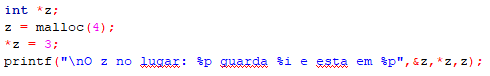 int *z;
z = malloc(4);
*z = 3;
printf("\nO z no lugar: %p guarda %i e esta em %p",&z,*z,z);